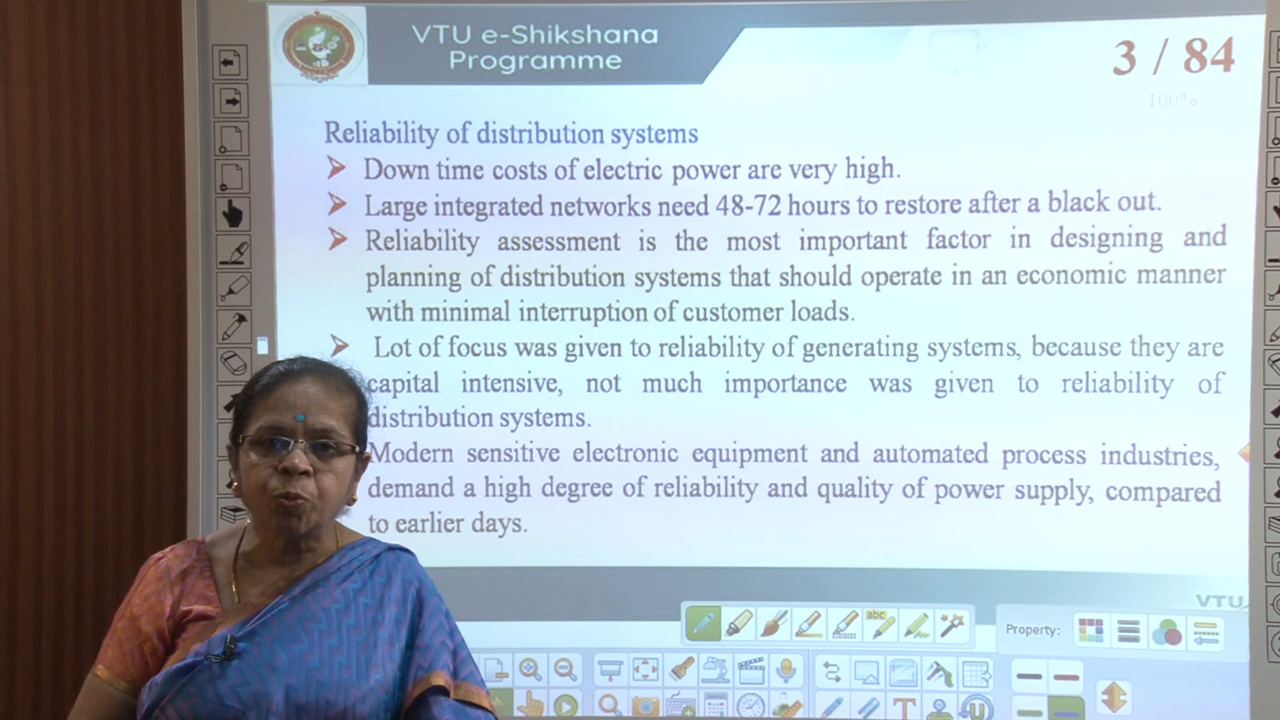 VTU e-Shikshana
Programme
3 / 84
100%
Reliability of distribution systems
Down time costs of electric power are very high.
Large integrated networks need 48-72 hours to restore after a black out.
Reliability assessment is the most important factor in designing and
planning of distribution systems that should operate in an economic manner
with minimal interruption of customer loads.
Lot of focus was given to reliability of generating systems, because they are
capital intensive, not much importance was given to reliability of
distribution systems.
Modern sensitive electronic equipment and automated process industries,
demand a high degree of reliability and quality of power supply, compared
to earlier days.
VTU
abc
Property:
T